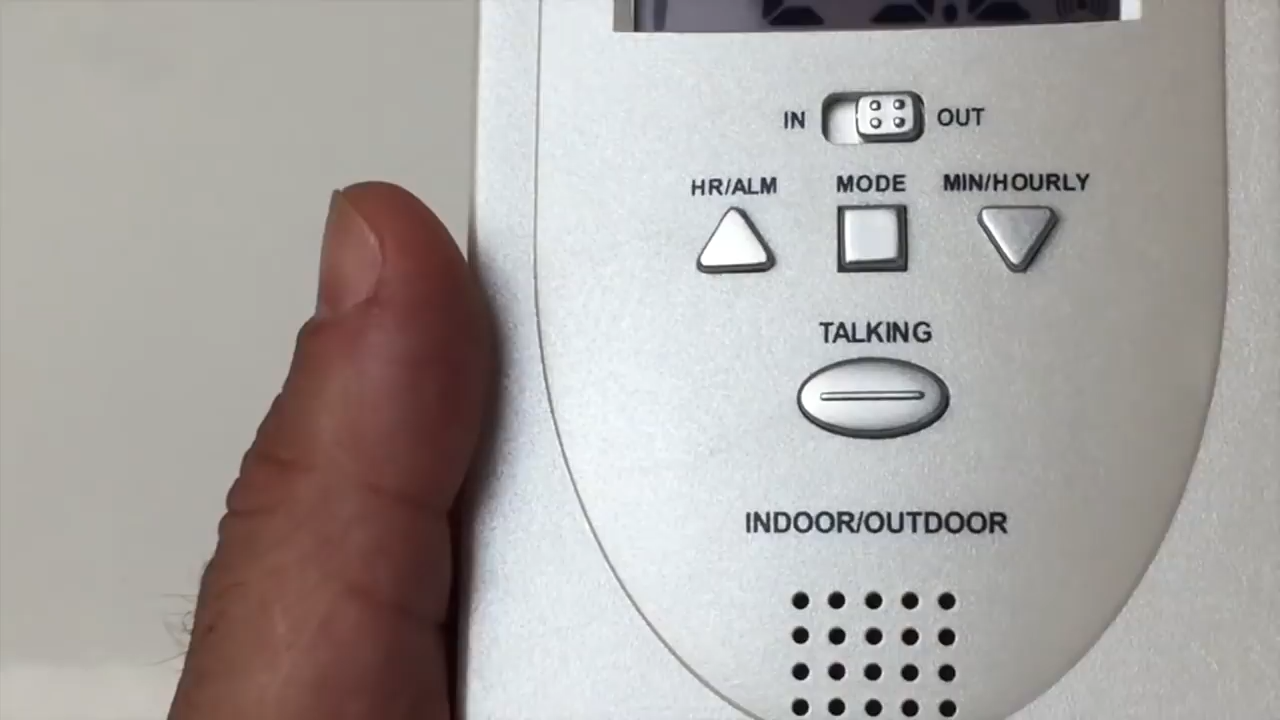 IN OUT
HR/ALM MODE MIN/HOURLY
TALKING
INDOOR/OUTDOOR